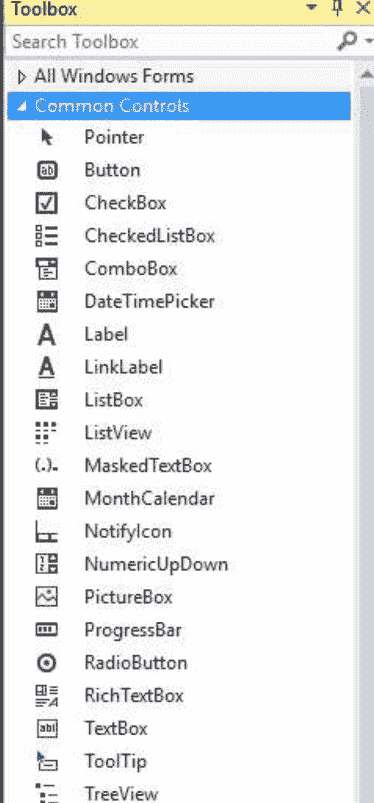 Toolbox
Search Toolbox
All Windows Forms
Common Controls
Pointer
Button
CheckBox
CheckedListBox
ComboBox
DateTimePicker
Label
LinkLabel
ListBox
ListView
MaskedTextBox
MonthCalendar
NotifyIcon
NumericUpDown
PictureBox
ProgressBar
RadioButton
RichTextBox
TextBox
ToolTip
TreeView